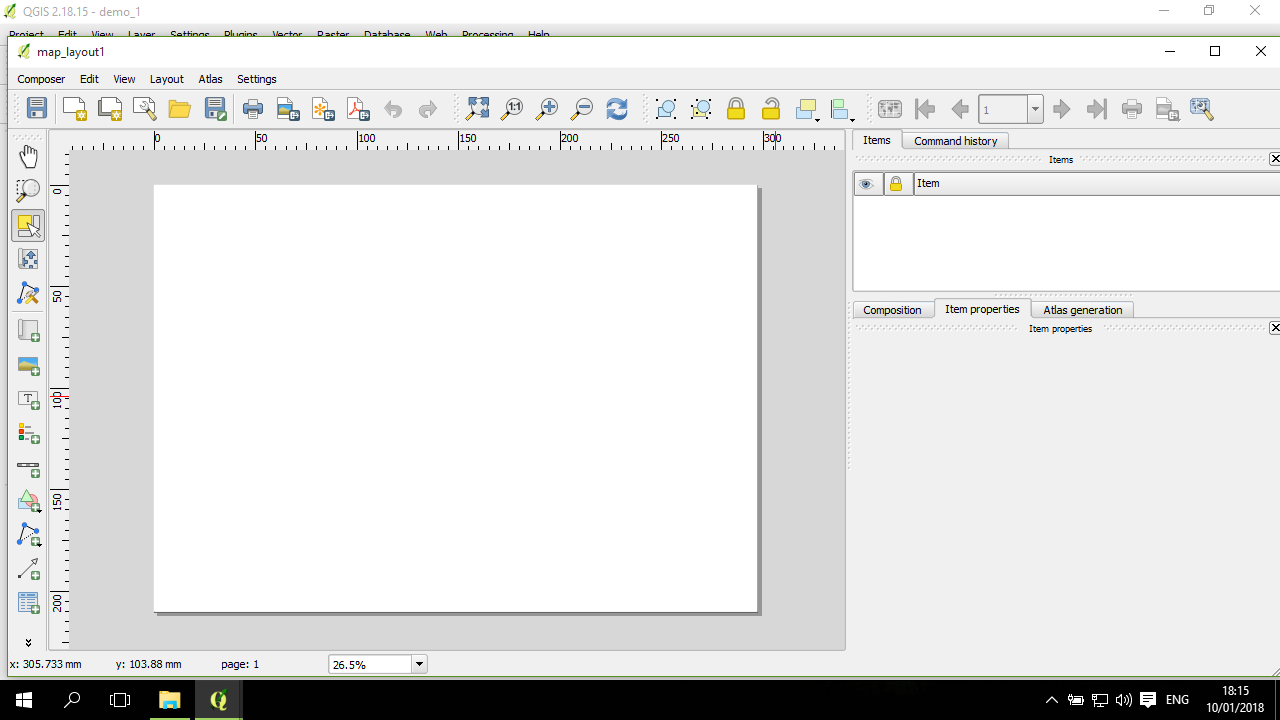 QGIS 2.18.15 - demo_1
Project Edit View Layer Settings Plugins Vector Raster Database Web Processing Help
map_layout1
Composer Edit View Layout Atlas Settings
1:1 1
0 50 100 150 200 250 300
Items Command history
Items
Item
0
50
100
150
200
T
Composition Item properties Atlas generation
Item properties
x: 305.733 mm y: 103.88 mm page: 1 26.5%
ENG
18:15
10/01/2018